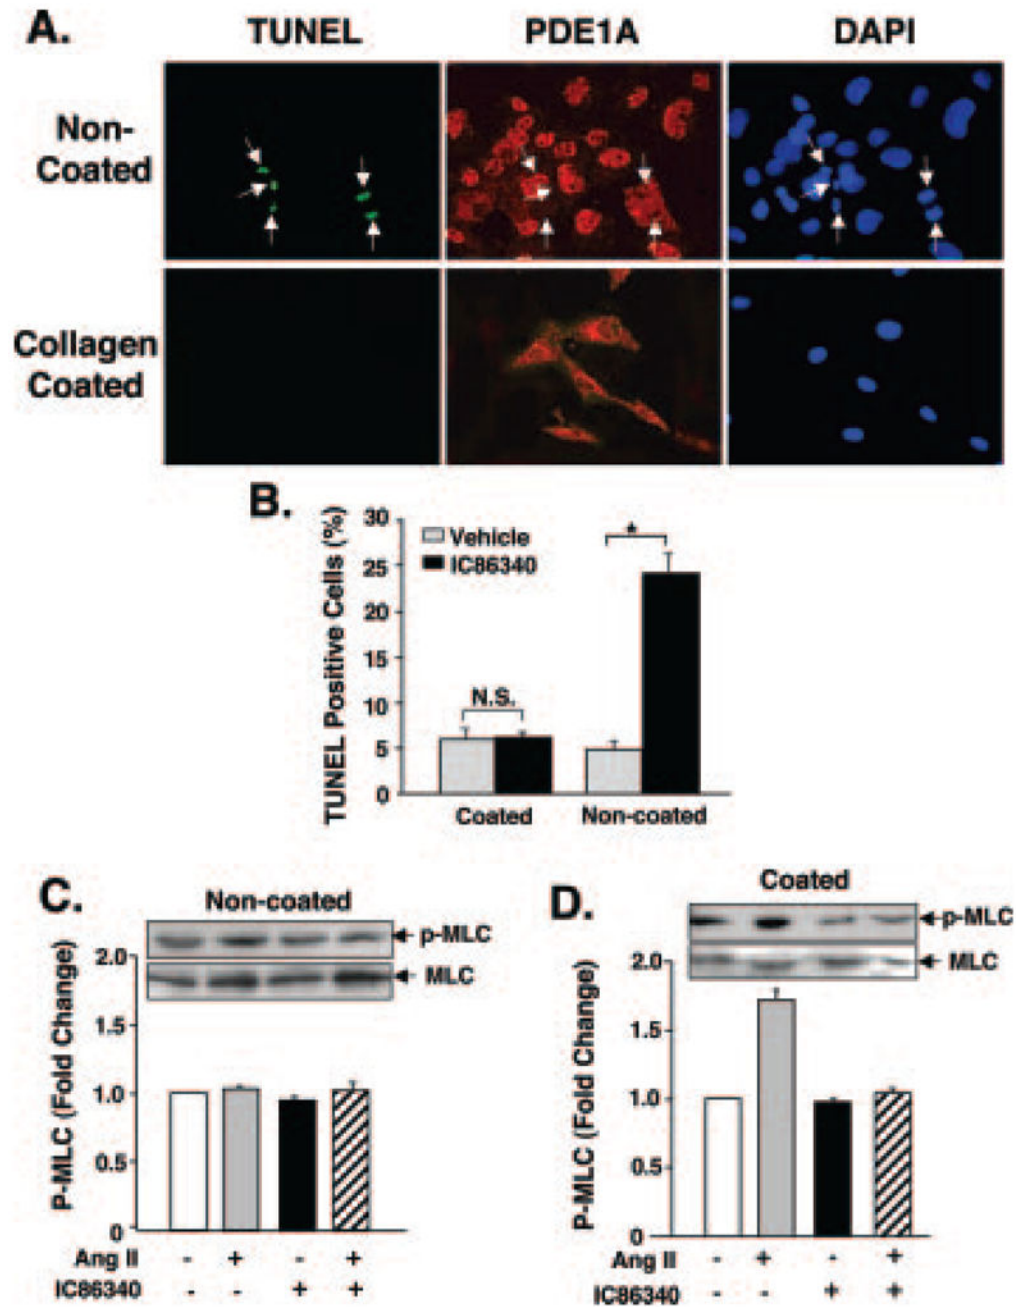 A.
TUNEL PDE1A DAPI
Non-
Coated
Collagen
Coated
B.
TUNEL Positive Cells (%)
30
25
20
15
10
5
0
Vehicle
IC86340
*
N.S.
Coated Non-coated
C.
Non-coated
p-MLC
MLC
P-MLC (Fold Change)
2.0
1.5
1.0
0.5
0
Ang II - + - +
IC86340 - - + +
D.
Coated
p-MLC
MLC
P-MLC (Fold Change)
2.0
1.5
1.0
0.5
0
Ang II - + - +
IC86340 - - + +